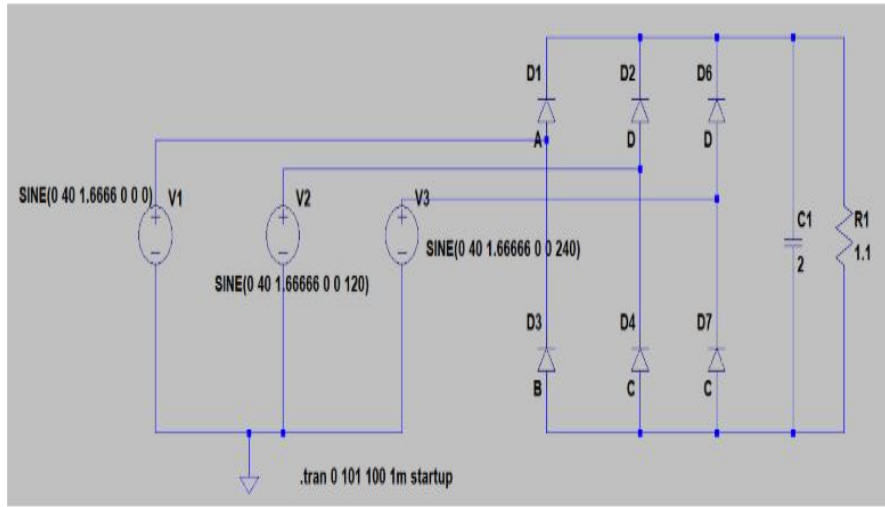 D1
D2
D6
A
D
D
SINE(0 40 1.6666 0 0 0)
V1
V2
V3
SINE(0 40 1.66666 0 0 240)
SINE(0 40 1.66666 0 0 120)
C1
2
R1
1.1
D3
D4
D7
B
C
C
.tran 0 101 100 1m startup